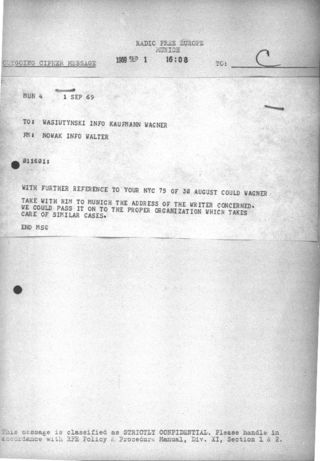 RADIO FREE EUROPE
MUNICH
OUTGOING CIPHER MESSAGE 1969 SEP 1 16:08 TO: C
MUN 4 1 SEP 69
TO: WASIUTYNSKI INFO KAUFMANN WAGNER
FM: NOWAK INFO WALTER
WITH FURTHER REFERENCE TO YOUR NYC 75 OF 30 AUGUST COULD WAGNER
TAKE WITH HIM TO MUNICH THE ADDRESS OF THE WRITER CONCERNED.
WE COULD PASS IT ON TO THE PROPER ORGANIZATION WHICH TAKES
CARE OF SIMILAR CASES.
END MSG
This message is classified as STRICTLY CONFIDENTIAL. Please handle in
accordance with RFE Policy & Procedure Manual, Div. XI, Section 1 & 2.